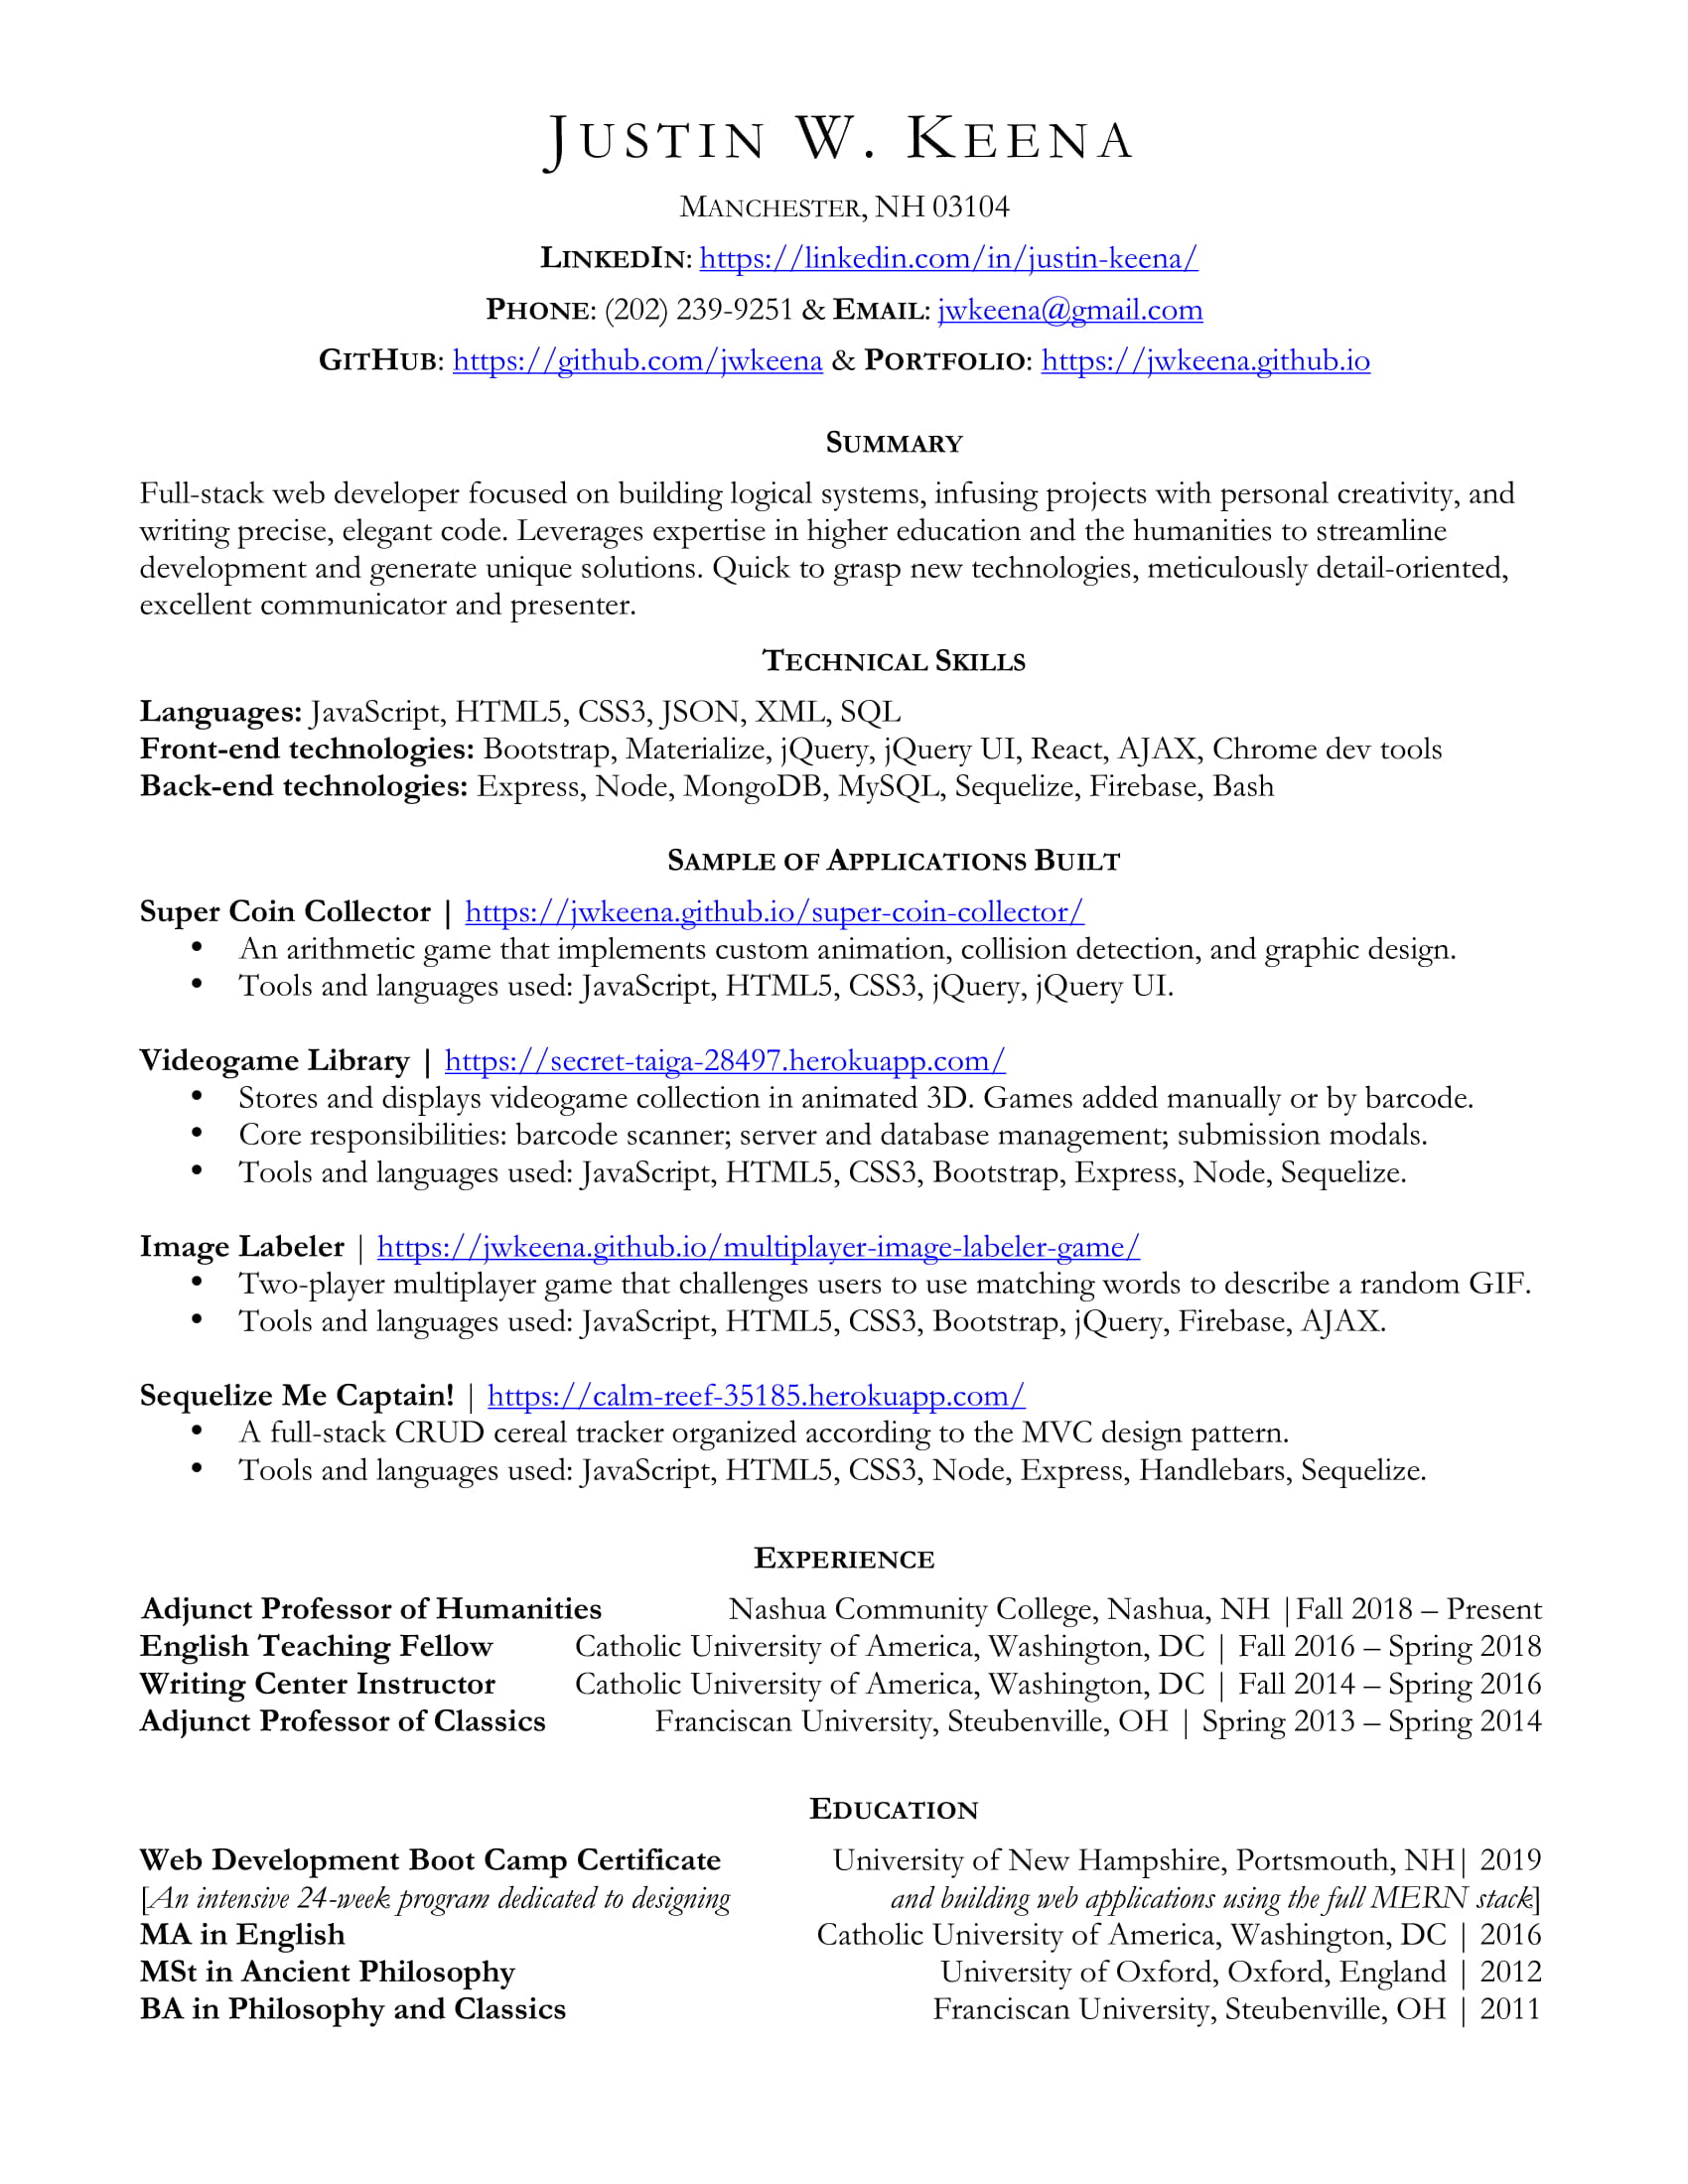 JUSTIN W. KEENA
MANCHESTER, NH 03104
LINKEDIN: https://linkedin.com/in/justin-keena/
PHONE: (202) 239-9251 & EMAIL: jwkeena@gmail.com
GITHUB: https://github.com/jwkeena & PORTFOLIO: https://jwkeena.github.io
SUMMARY
Full-stack web developer focused on building logical systems, infusing projects with personal creativity, and
writing precise, elegant code. Leverages expertise in higher education and the humanities to streamline
development and generate unique solutions. Quick to grasp new technologies, meticulously detail-oriented,
excellent communicator and presenter.
TECHNICAL SKILLS
Languages: JavaScript, HTML5, CSS3, JSON, XML, SQL
Front-end technologies: Bootstrap, Materialize, jQuery, jQuery UI, React, AJAX, Chrome dev tools
Back-end technologies: Express, Node, MongoDB, MySQL, Sequelize, Firebase, Bash
SAMPLE OF APPLICATIONS BUILT
Super Coin Collector | https://jwkeena.github.io/super-coin-collector/
• An arithmetic game that implements custom animation, collision detection, and graphic design.
• Tools and languages used: JavaScript, HTML5, CSS3, jQuery, jQuery UI.
Videogame Library | https://secret-taiga-28497.herokuapp.com/
• Stores and displays videogame collection in animated 3D. Games added manually or by barcode.
• Core responsibilities: barcode scanner; server and database management; submission modals.
• Tools and languages used: JavaScript, HTML5, CSS3, Bootstrap, Express, Node, Sequelize.
Image Labeler | https://jwkeena.github.io/multiplayer-image-labeler-game/
• Two-player multiplayer game that challenges users to use matching words to describe a random GIF.
• Tools and languages used: JavaScript, HTML5, CSS3, Bootstrap, jQuery, Firebase, AJAX.
Sequelize Me Captain! | https://calm-reef-35185.herokuapp.com/
• A full-stack CRUD cereal tracker organized according to the MVC design pattern.
• Tools and languages used: JavaScript, HTML5, CSS3, Node, Express, Handlebars, Sequelize.
EXPERIENCE
Adjunct Professor of Humanities Nashua Community College, Nashua, NH |Fall 2018 – Present
English Teaching Fellow Catholic University of America, Washington, DC | Fall 2016 – Spring 2018
Writing Center Instructor Catholic University of America, Washington, DC | Fall 2014 – Spring 2016
Adjunct Professor of Classics Franciscan University, Steubenville, OH | Spring 2013 – Spring 2014
EDUCATION
Web Development Boot Camp Certificate University of New Hampshire, Portsmouth, NH| 2019
[An intensive 24-week program dedicated to designing and building web applications using the full MERN stack]
MA in English Catholic University of America, Washington, DC | 2016
MSt in Ancient Philosophy University of Oxford, Oxford, England | 2012
BA in Philosophy and Classics Franciscan University, Steubenville, OH | 2011